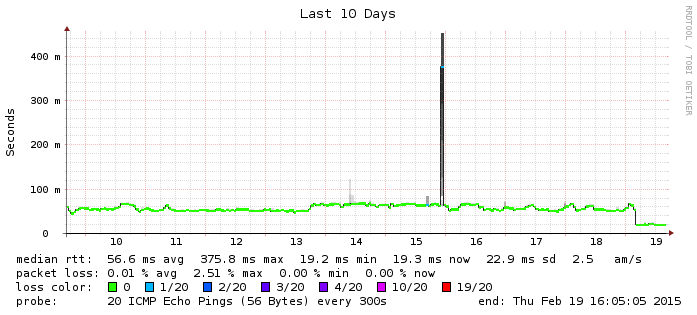 Last 10 Days
RRDTOOL / TOBI OETIKER
Seconds
400 m
300 m
200 m
100 m
0
10 11 12 13 14 15 16 17 18 19
median rtt: 56.6 ms avg 375.8 ms max 19.2 ms min 19.3 ms now 22.9 ms sd 2.5 am/s
packet loss: 0.01 % avg 2.51 % max 0.00 % min 0.00 % now
loss color: 0 1/20 2/20 3/20 4/20 10/20 19/20
probe: 20 ICMP Echo Pings (56 Bytes) every 300s end: Thu Feb 19 16:05:05 2015